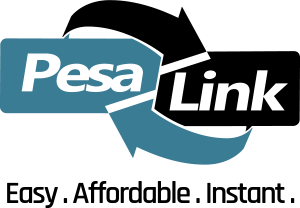 Pesa
Link
Easy . Affordable . Instant .